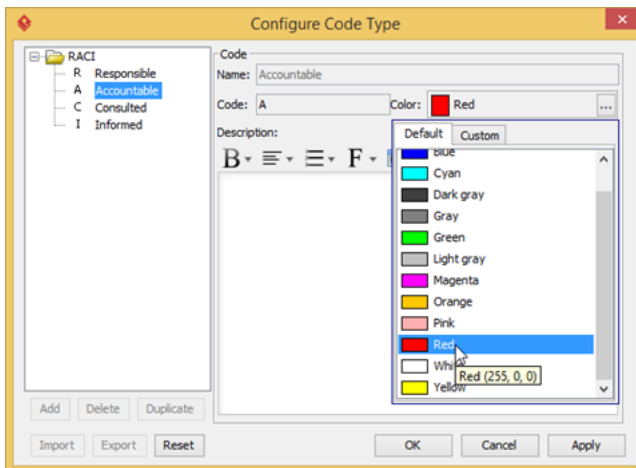 Configure Code Type
RACI
R Responsible
A Accountable
C Consulted
I Informed
Code
Name: Accountable
Code: A
Color: Red ...
Description:
B F
Default Custom
Blue
Cyan
Dark gray
Gray
Green
Light gray
Magenta
Orange
Pink
Red
Whi
Red (255, 0, 0)
Yellow
Add Delete Duplicate
Import Export Reset
OK Cancel Apply